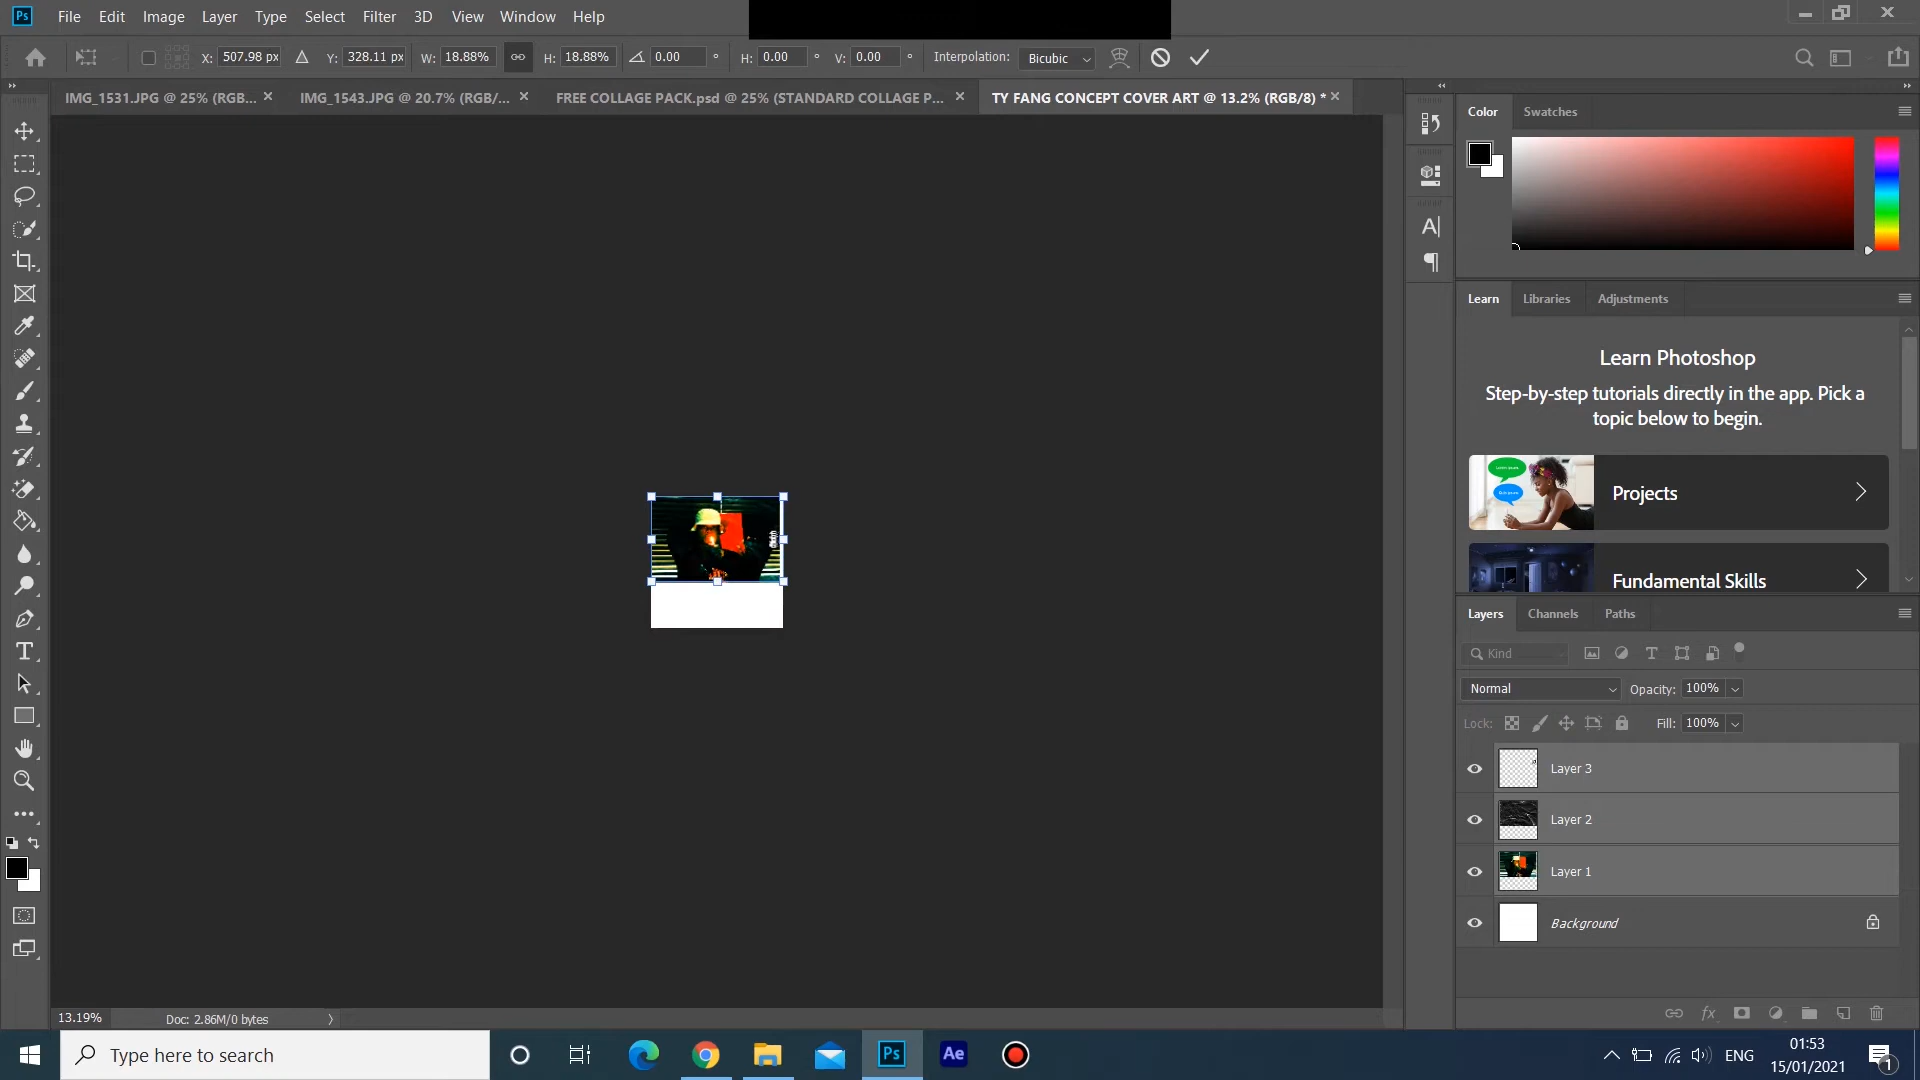 Ps File Edit Image Layer Type Select Filter 3D View Window Help
X: 507.98 px Y: 328.11 px W: 18.88% H: 18.88% 0.00 ° H: 0.00 ° V: 0.00 ° Interpolation: Bicubic
IMG_1531.JPG @ 25% (RGB... × IMG_1543.JPG @ 20.7% (RGB/... × FREE COLLAGE PACK.psd @ 25% (STANDARD COLLAGE P... × TY FANG CONCEPT COVER ART @ 13.2% (RGB/8) * ×
Color Swatches
Learn Libraries Adjustments
Learn Photoshop
Step-by-step tutorials directly in the app. Pick a
topic below to begin.
Projects
Fundamental Skills
Layers Channels Paths
Kind
Normal Opacity: 100%
Lock: Fill: 100%
Layer 3
Layer 2
Layer 1
Background
13.19% Doc: 2.86M/0 bytes
Type here to search
Ps Ae
ENG
01:53
15/01/2021
1